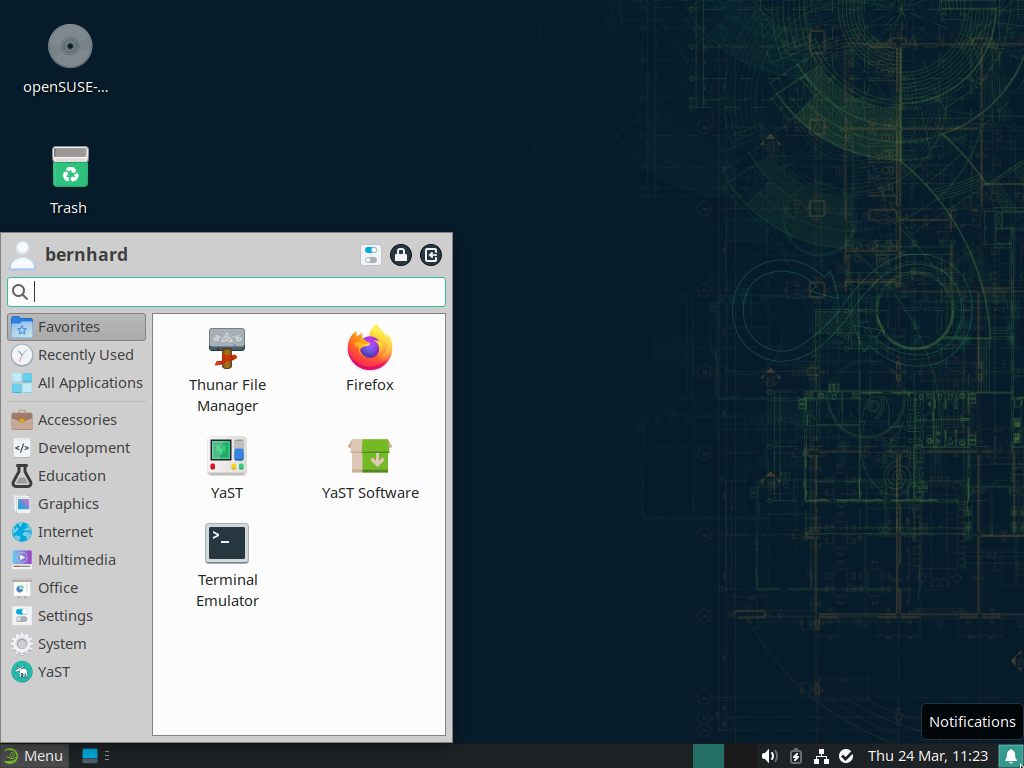 openSUSE-...
Trash
bernhard
Favorites
Recently Used
All Applications
Accessories
Development
Education
Graphics
Internet
Multimedia
Office
Settings
System
YaST
Thunar File
Manager
Firefox
YaST
YaST Software
Terminal
Emulator
Notifications
Menu
Thu 24 Mar, 11:23